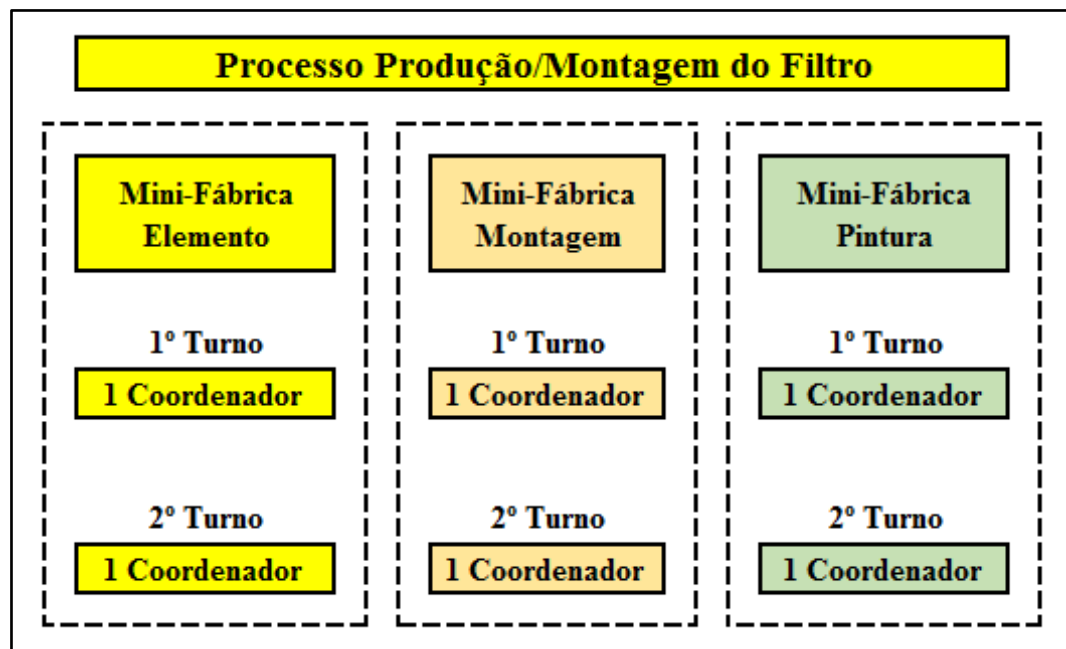 Processo Produção/Montagem do Filtro
Mini-Fábrica
Elemento
1º Turno
1 Coordenador
2º Turno
1 Coordenador
Mini-Fábrica
Montagem
1º Turno
1 Coordenador
2º Turno
1 Coordenador
Mini-Fábrica
Pintura
1º Turno
1 Coordenador
2º Turno
1 Coordenador